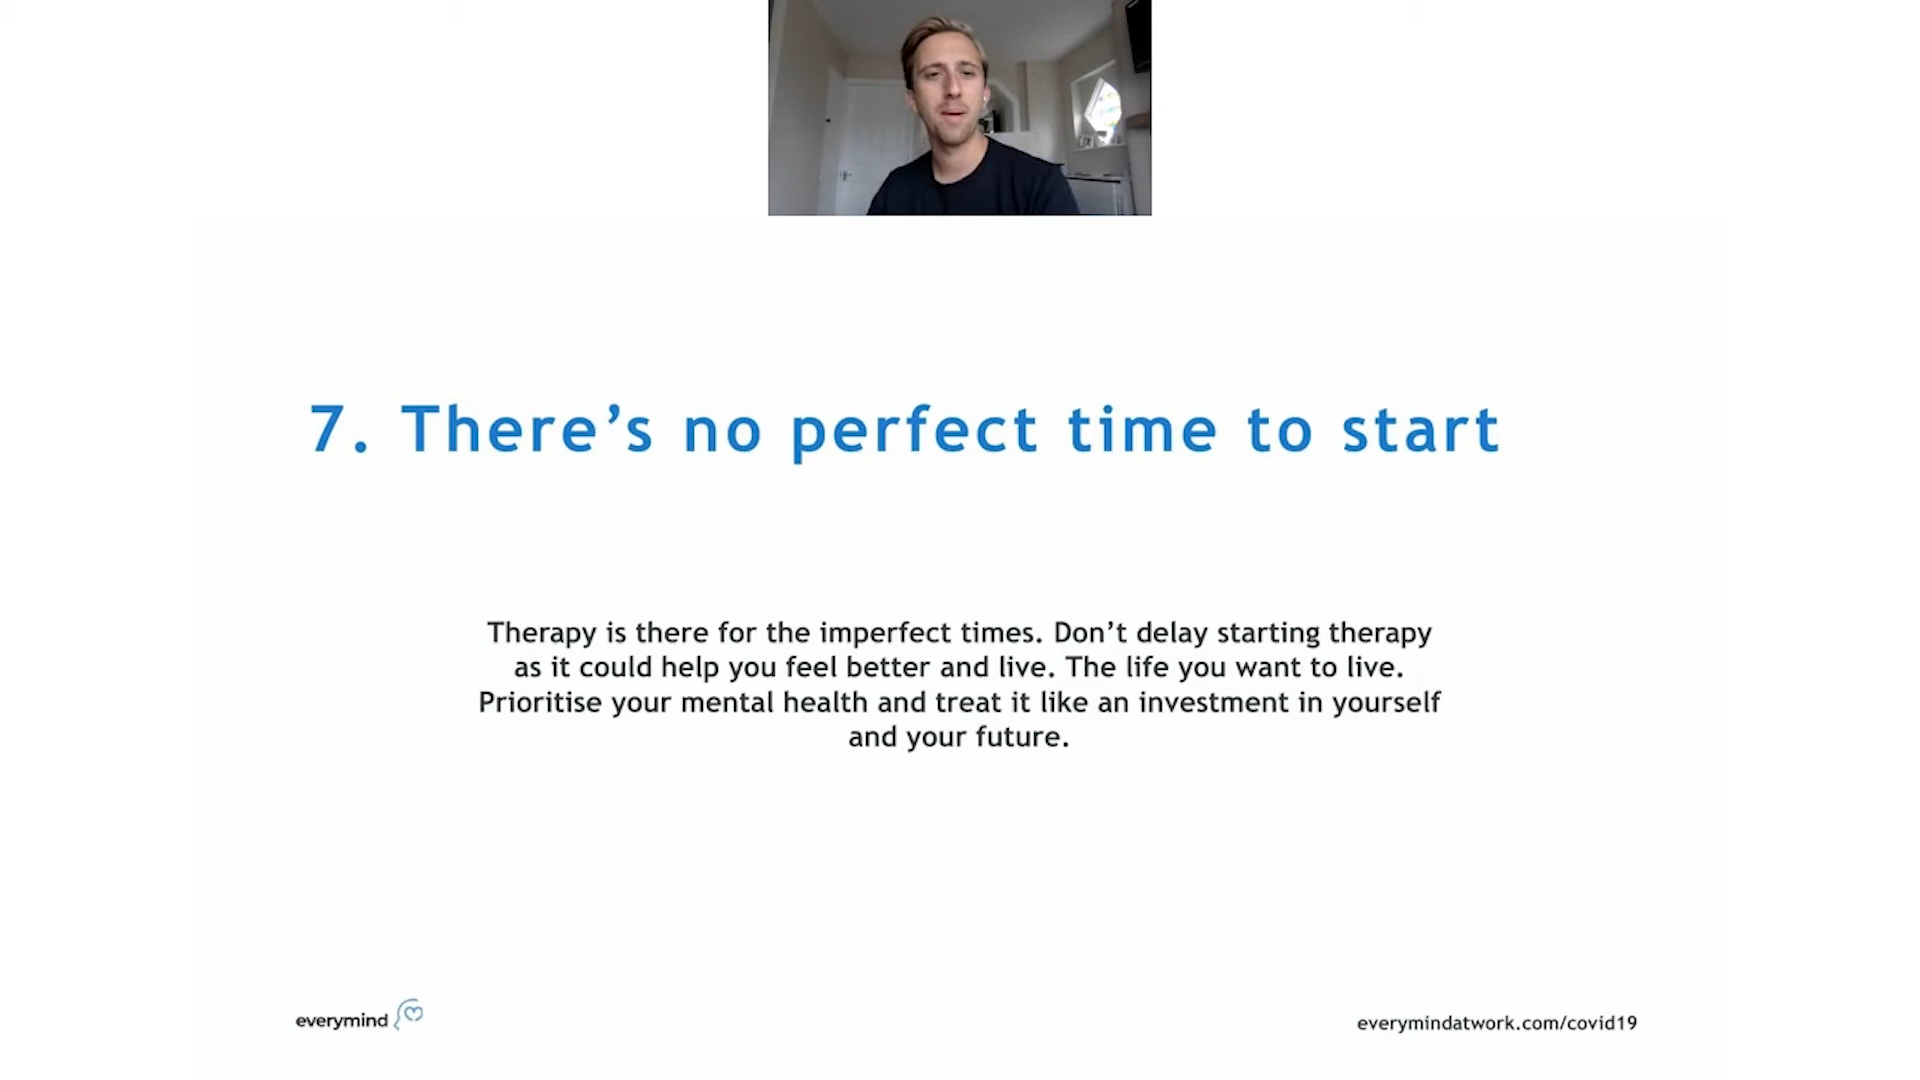 7. There’s no perfect time to start
Therapy is there for the imperfect times. Don’t delay starting therapy
as it could help you feel better and live. The life you want to live.
Prioritise your mental health and treat it like an investment in yourself
and your future.
everymind
everymindatwork.com/covid19